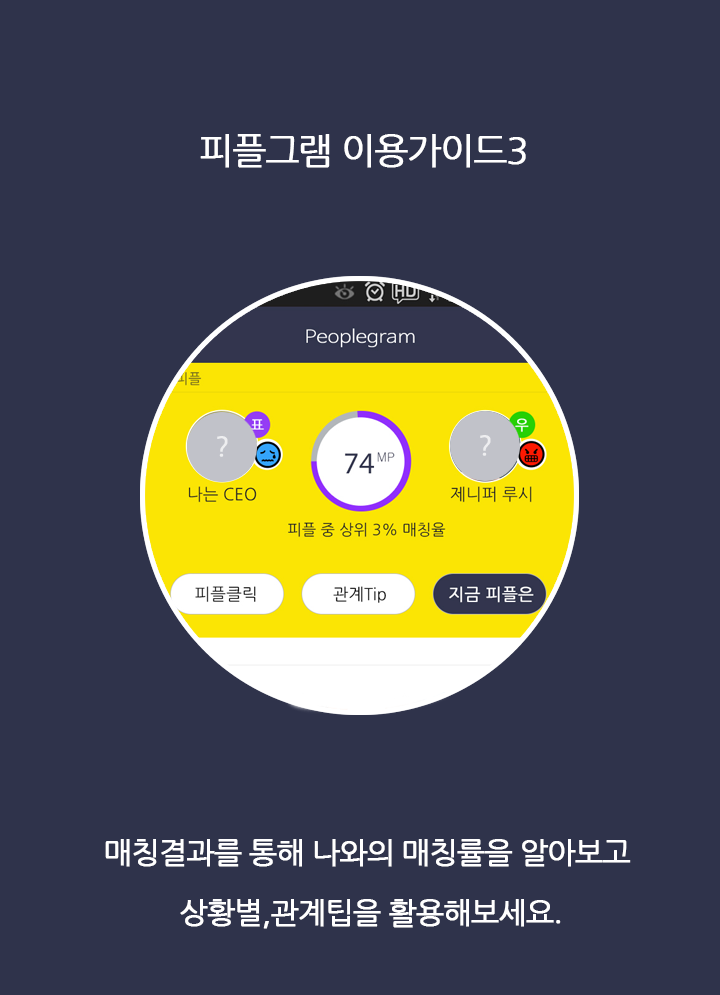 피플그램 이용가이드3
HD
Peoplegram
피플
표
우
?
?
74 MP
나는 CEO
제니퍼 루시
피플 중 상위 3% 매칭율
피플클릭
관계Tip
지금 피플은
매칭결과를 통해 나와의 매칭률을 알아보고
상황별,관계팁을 활용해보세요.